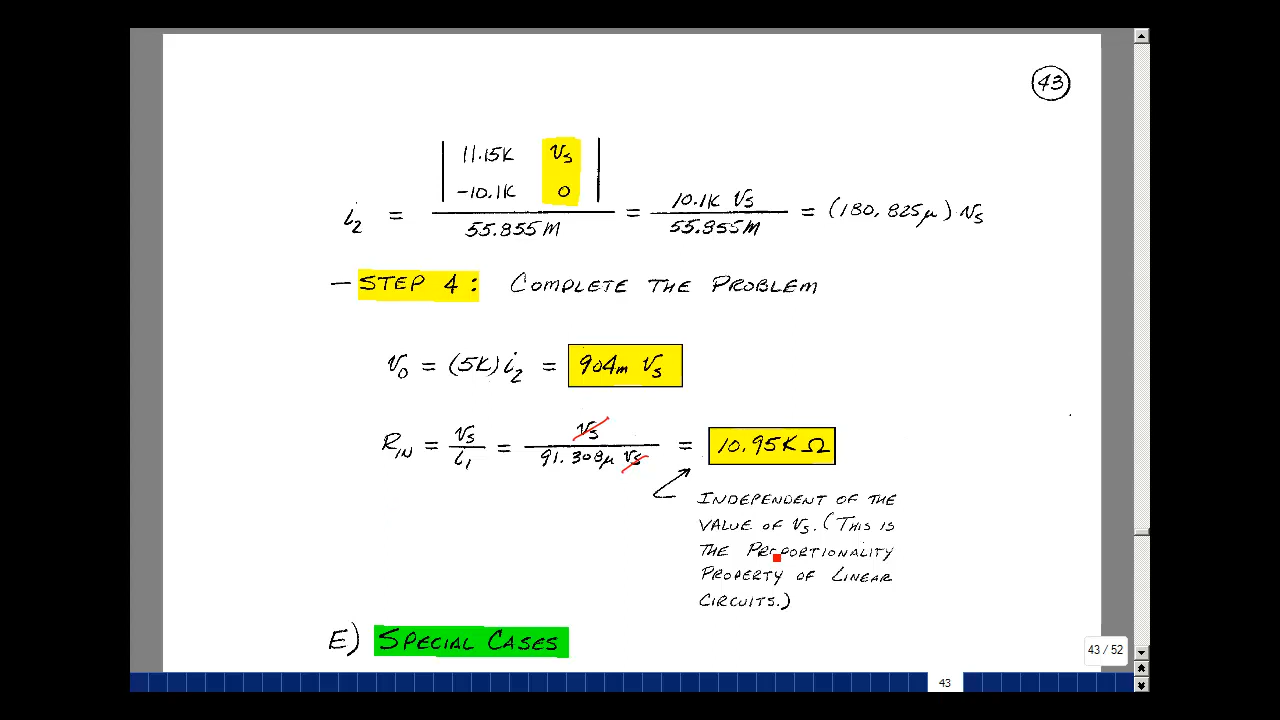 43
| 11.15K Vs |
| -10.1K 0 |
i2 = 55.855M = 10.1K Vs / 55.855M = (180.825μ) Vs
— STEP 4: COMPLETE THE PROBLEM
V0 = (5K) i2 = 904m Vs
RIN = Vs / i1 = Vs / 91.308μ Vs = 10.95K Ω
INDEPENDENT OF THE
VALUE OF Vs. (THIS IS
THE PROPORTIONALITY
PROPERTY OF LINEAR
CIRCUITS.)
E) SPECIAL CASES
43 / 52
43